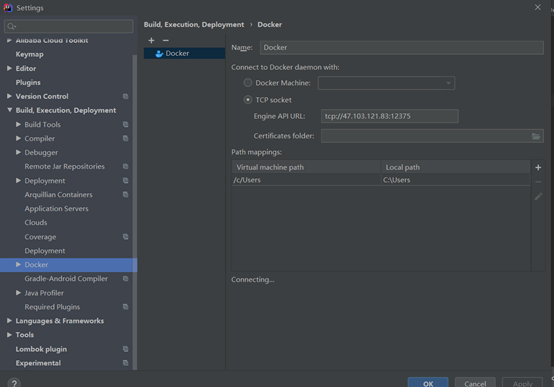 Settings
Build, Execution, Deployment › Docker
Alibaba Cloud Toolkit
Keymap
Editor
Plugins
Version Control
Build, Execution, Deployment
Build Tools
Compiler
Debugger
Remote Jar Repositories
Deployment
Arquillian Containers
Application Servers
Clouds
Coverage
Deployment
Docker
Gradle-Android Compiler
Java Profiler
Required Plugins
Languages & Frameworks
Tools
Lombok plugin
Experimental
Docker
Name: Docker
Connect to Docker daemon with:
Docker Machine:
TCP socket
Engine API URL: tcp://47.103.121.83:12375
Certificates folder:
Path mappings:
Virtual machine path Local path
/c/Users C:\Users
Connecting...
? OK Cancel Apply